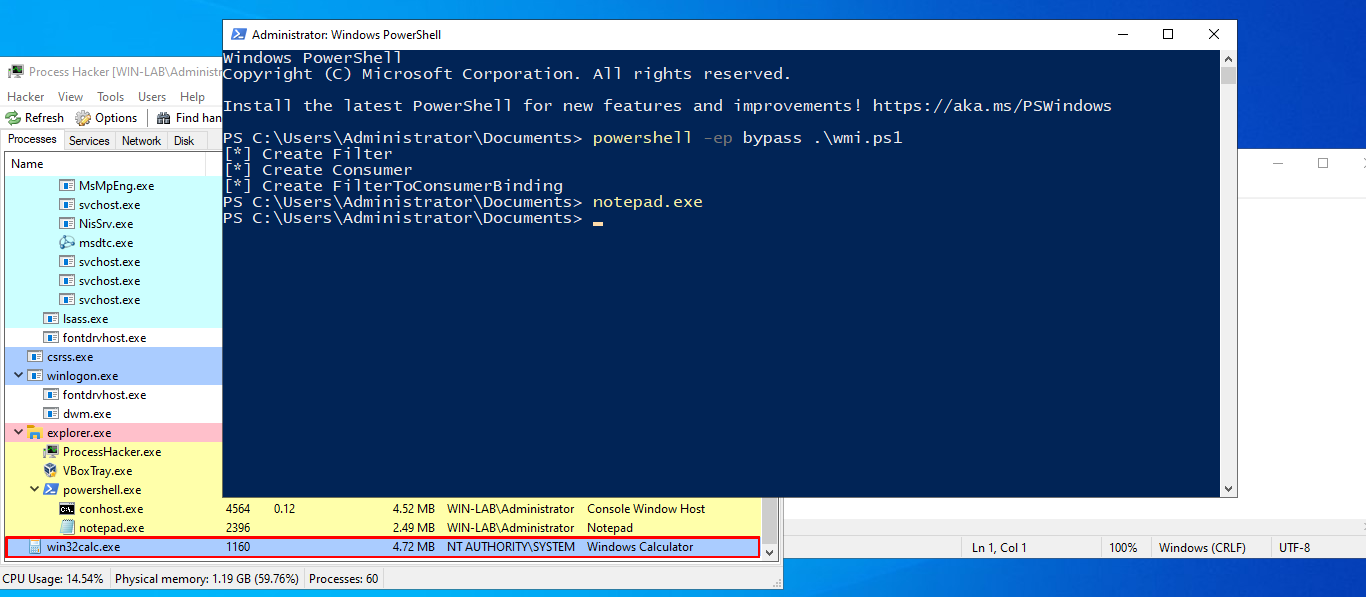 Administrator: Windows PowerShell
Windows PowerShell
Copyright (C) Microsoft Corporation. All rights reserved.
Install the latest PowerShell for new features and improvements! https://aka.ms/PSWindows
PS C:\Users\Administrator\Documents> powershell -ep bypass .\wmi.ps1
[*] Create Filter
[*] Create Consumer
[*] Create FilterToConsumerBinding
PS C:\Users\Administrator\Documents> notepad.exe
PS C:\Users\Administrator\Documents>
Process Hacker [WIN-LAB\Administr
Hacker View Tools Users Help
Refresh Options Find han
Processes Services Network Disk
Name
MsMpEng.exe
svchost.exe
NisSrv.exe
msdtc.exe
svchost.exe
svchost.exe
svchost.exe
lsass.exe
fontdrvhost.exe
csrss.exe
winlogon.exe
fontdrvhost.exe
dwm.exe
explorer.exe
ProcessHacker.exe
VBoxTray.exe
powershell.exe
conhost.exe 4564 0.12 4.52 MB WIN-LAB\Administrator Console Window Host
notepad.exe 2396 2.49 MB WIN-LAB\Administrator Notepad
win32calc.exe 1160 4.72 MB NT AUTHORITY\SYSTEM Windows Calculator
CPU Usage: 14.54% Physical memory: 1.19 GB (59.76%) Processes: 60
Ln 1, Col 1 100% Windows (CRLF) UTF-8